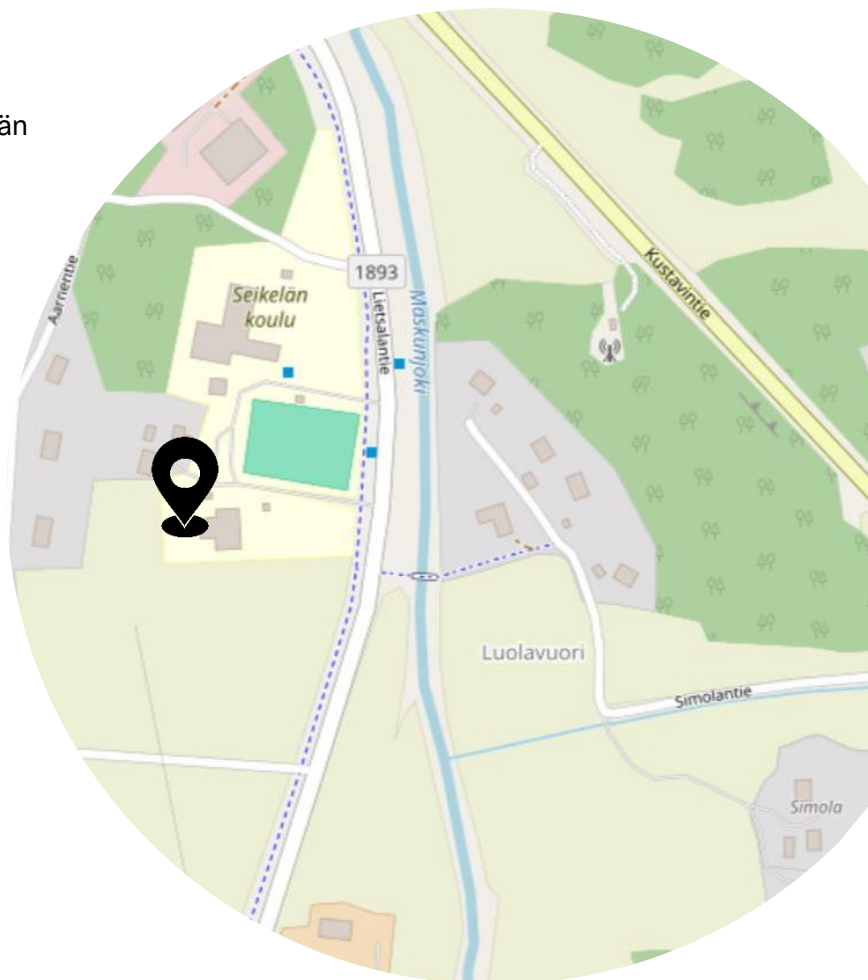 än
Aarnentie
Seikelän
koulu
1893
Lietsalantie
Maskunjoki
Kustavintie
Luolavuori
Simolantie
Simola